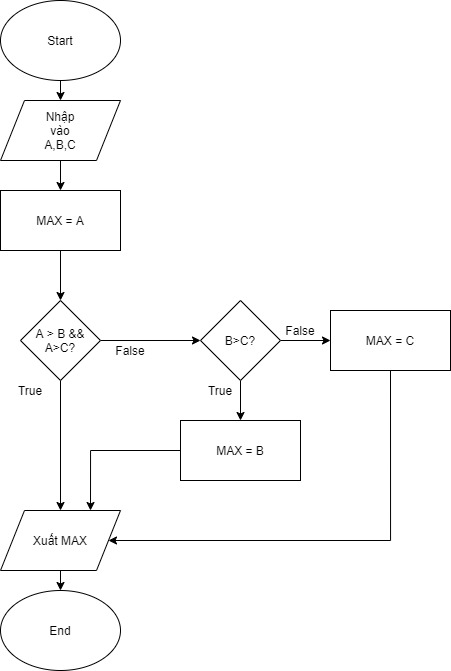 Start
Nhập
vào
A,B,C
MAX = A
A > B &&
A>C?
False
B>C?
False
MAX = C
True
True
MAX = B
Xuất MAX
End